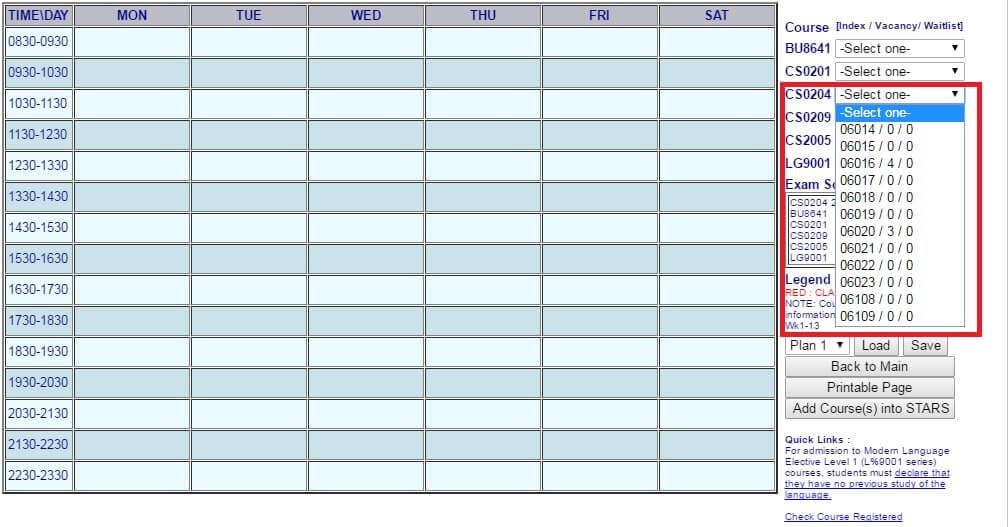 TIME\DAY MON TUE WED THU FRI SAT
0830-0930
0930-1030
1030-1130
1130-1230
1230-1330
1330-1430
1430-1530
1530-1630
1630-1730
1730-1830
1830-1930
1930-2030
2030-2130
2130-2230
2230-2330
Course [Index / Vacancy/ Waitlist]
BU8641 -Select one-
CS0201 -Select one-
CS0204 -Select one-
-Select one-
06014 / 0 / 0
06015 / 0 / 0
06016 / 4 / 0
06017 / 0 / 0
06018 / 0 / 0
06019 / 0 / 0
06020 / 3 / 0
06021 / 0 / 0
06022 / 0 / 0
06023 / 0 / 0
06108 / 0 / 0
06109 / 0 / 0
CS0209
CS2005
LG9001
Exam Sc
CS0204 2
BU8641
CS0201
CS0209
CS2005
LG9001
Legend
RED : CLA
NOTE: Cou
information
Wk1-13
Plan 1 Load Save
Back to Main
Printable Page
Add Course(s) into STARS
Quick Links :
For admission to Modern Language
Elective Level 1 (L%9001 series)
courses, students must declare that
they have no previous study of the
language.
Check Course Registered